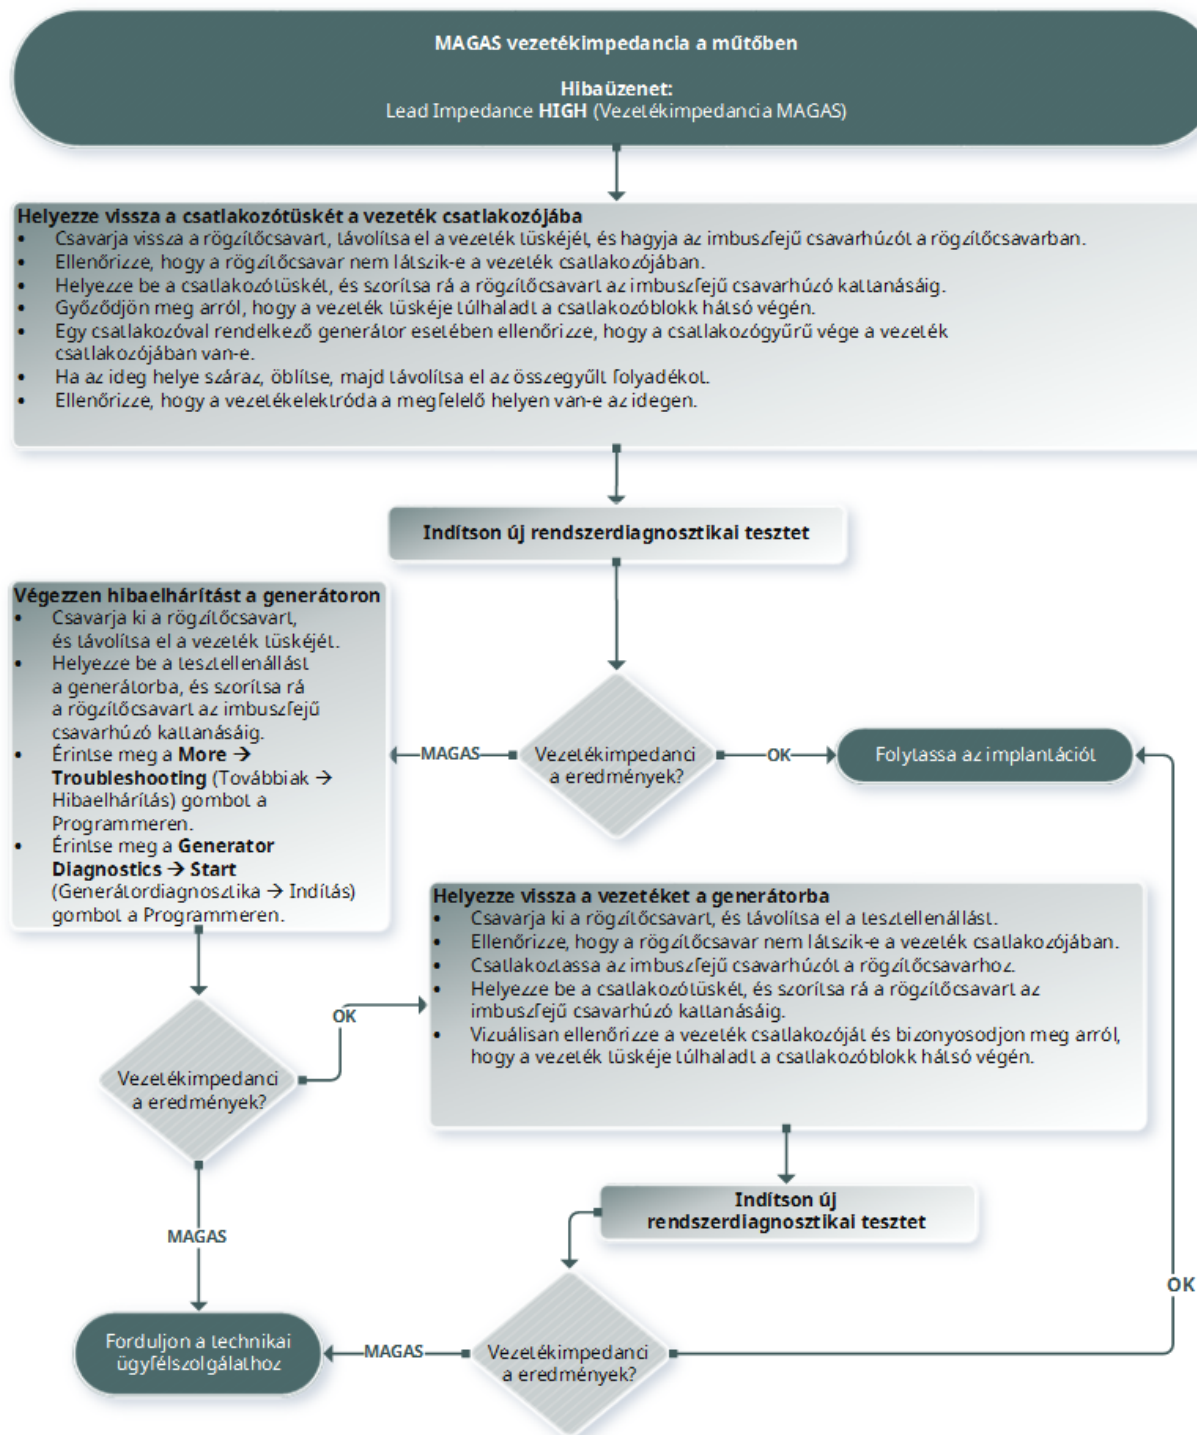 MAGAS vezetékimpedancia a műtőben
Hibaüzenet:
Lead Impedance HIGH (Vezetékimpedancia MAGAS)
Helyezze vissza a csatlakozótüskét a vezeték csatlakozójába
• Csavarja vissza a rögzítőcsavart, távolítsa el a vezeték tüskéjét, és hagyja az imbuszfejű csavarhúzót a rögzítőcsavarban.
• Ellenőrizze, hogy a rögzítőcsavar nem látszik-e a vezeték csatlakozójában.
• Helyezze be a csatlakozótüskét, és szorítsa rá a rögzítőcsavart az imbuszfejű csavarhúzó kattanásáig.
• Győződjön meg arról, hogy a vezeték tüskéje túlhaladt a csatlakozóblokk hátsó végén.
• Egy csatlakozóval rendelkező generátor esetében ellenőrizze, hogy a csatlakozógyűrű vége a vezeték
csatlakozójában van-e.
• Ha az ideg helye száraz, öblítse, majd távolítsa el az összegyűlt folyadékot.
• Ellenőrizze, hogy a vezetékelektróda a megfelelő helyen van-e az idegen.
Indítson új rendszerdiagnosztikai tesztet
Végezzen hibaelhárítást a generátoron
• Csavarja ki a rögzítőcsavart,
és távolítsa el a vezeték tüskéjét.
• Helyezze be a tesztellenállást
a generátorba, és szorítsa rá
a rögzítőcsavart az imbuszfejű
csavarhúzó kattanásáig.
• Érintse meg a More →
Troubleshooting (Továbbiak →
Hibaelhárítás) gombot a
Programmeren.
• Érintse meg a Generator
Diagnostics → Start
(Generátordiagnosztika → Indítás)
gombot a Programmeren.
MAGAS
Vezetékimpedanci
a eredmények?
OK
Folytassa az implantációt
Helyezze vissza a vezetéket a generátorba
• Csavarja ki a rögzítőcsavart, és távolítsa el a tesztellenállást.
• Ellenőrizze, hogy a rögzítőcsavar nem látszik-e a vezeték csatlakozójában.
• Csatlakoztassa az imbuszfejű csavarhúzót a rögzítőcsavarhoz.
• Helyezze be a csatlakozótüskét, és szorítsa rá a rögzítőcsavart az
imbuszfejű csavarhúzó kattanásáig.
• Vizuálisan ellenőrizze a vezeték csatlakozóját és bizonyosodjon meg arról,
hogy a vezeték tüskéje túlhaladt a csatlakozóblokk hátsó végén.
OK
Vezetékimpedanci
a eredmények?
MAGAS
Indítson új
rendszerdiagnosztikai tesztet
OK
Forduljon a technikai
ügyfélszolgálathoz
MAGAS
Vezetékimpedanci
a eredmények?